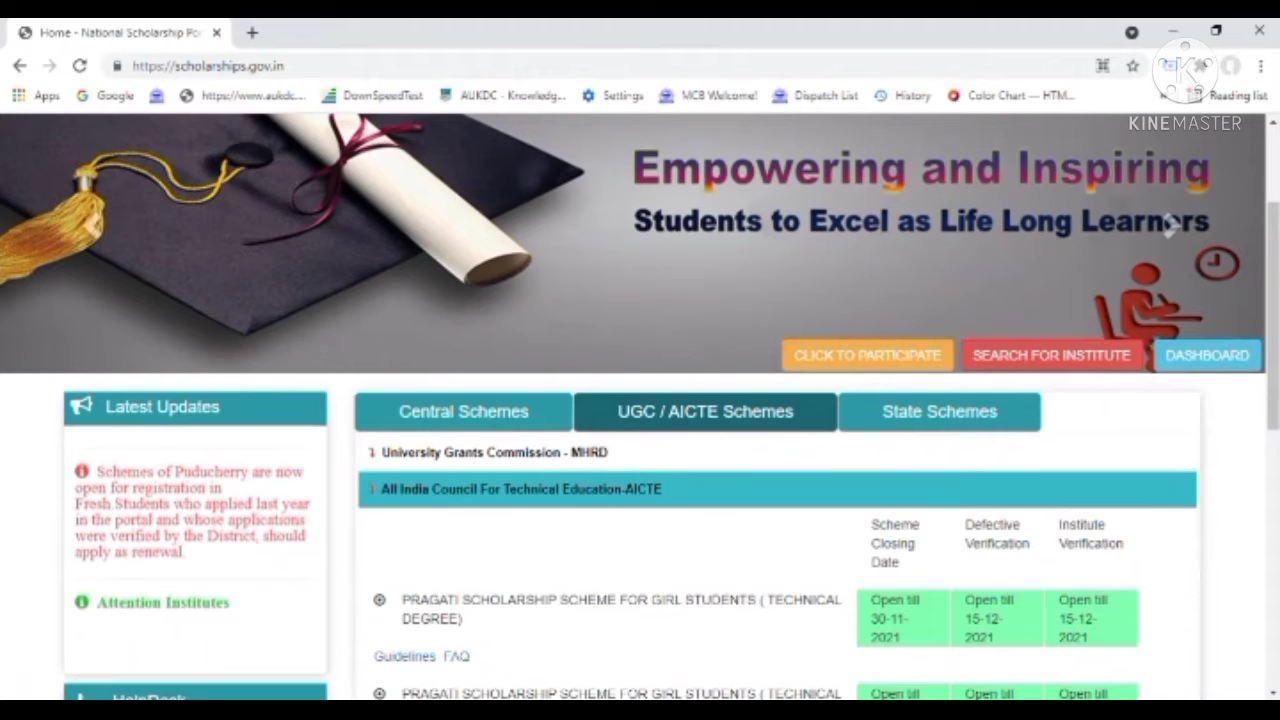 Home - National Scholarship Po
https://scholarships.gov.in
Apps
Google
https://www.aukdc....
DownSpeedTest
AUKDC - Knowledg...
Settings
MCB Welcome!
Dispatch List
History
Color Chart — HTM...
Reading list
KINEMASTER
Empowering and Inspiring
Students to Excel as Life Long Learners
CLICK TO PARTICIPATE
SEARCH FOR INSTITUTE
DASHBOARD
Latest Updates
Schemes of Puducherry are now
open for registration in
Fresh.Students who applied last year
in the portal and whose applications
were verified by the District, should
apply as renewal.
Attention Institutes
HelpDesk
Central Schemes
UGC / AICTE Schemes
State Schemes
University Grants Commission - MHRD
All India Council For Technical Education-AICTE
Scheme Closing Date
Defective Verification
Institute Verification
PRAGATI SCHOLARSHIP SCHEME FOR GIRL STUDENTS ( TECHNICAL
DEGREE)
Open till 30-11-2021
Open till 15-12-2021
Open till 15-12-2021
Guidelines FAQ
PRAGATI SCHOLARSHIP SCHEME FOR GIRL STUDENTS ( TECHNICAL
Open till
Open till
Open till